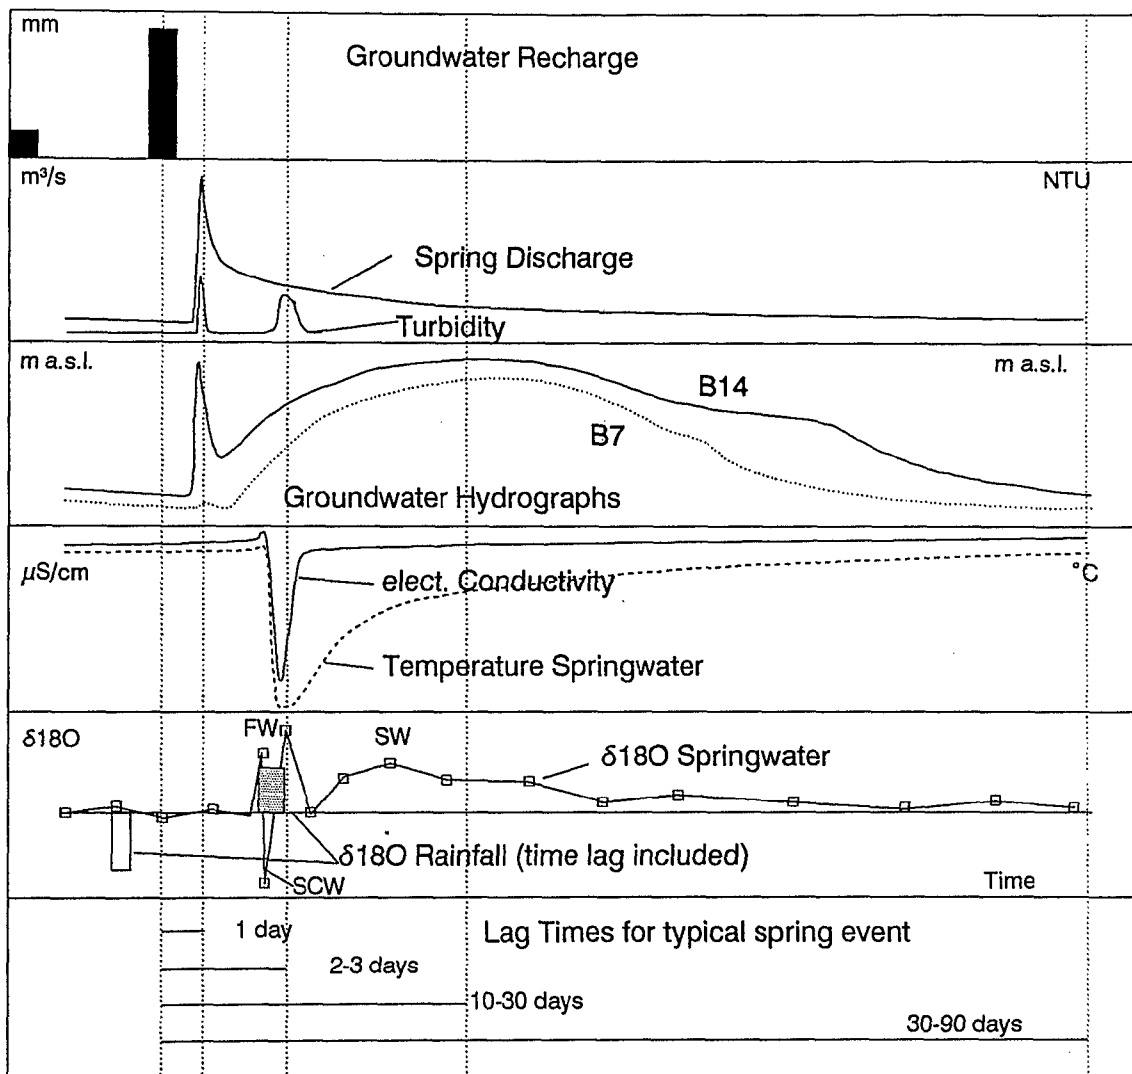 mm
Groundwater Recharge
m³/s
NTU
Spring Discharge
Turbidity
m a.s.l.
m a.s.l.
B14
B7
Groundwater Hydrographs
µS/cm
°C
elect. Conductivity
Temperature Springwater
δ18O
FW
SW
δ18O Springwater
δ18O Rainfall (time lag included)
SCW
Time
1 day
Lag Times for typical spring event
2-3 days
10-30 days
30-90 days